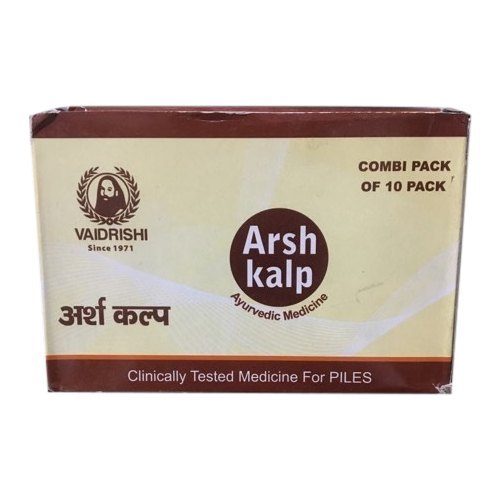 COMBI PACK
OF 10 PACK
VAIDRISHI
Since 1971
Arsh
kalp
Ayurvedic Medicine
अर्श कल्प
Clinically Tested Medicine For PILES